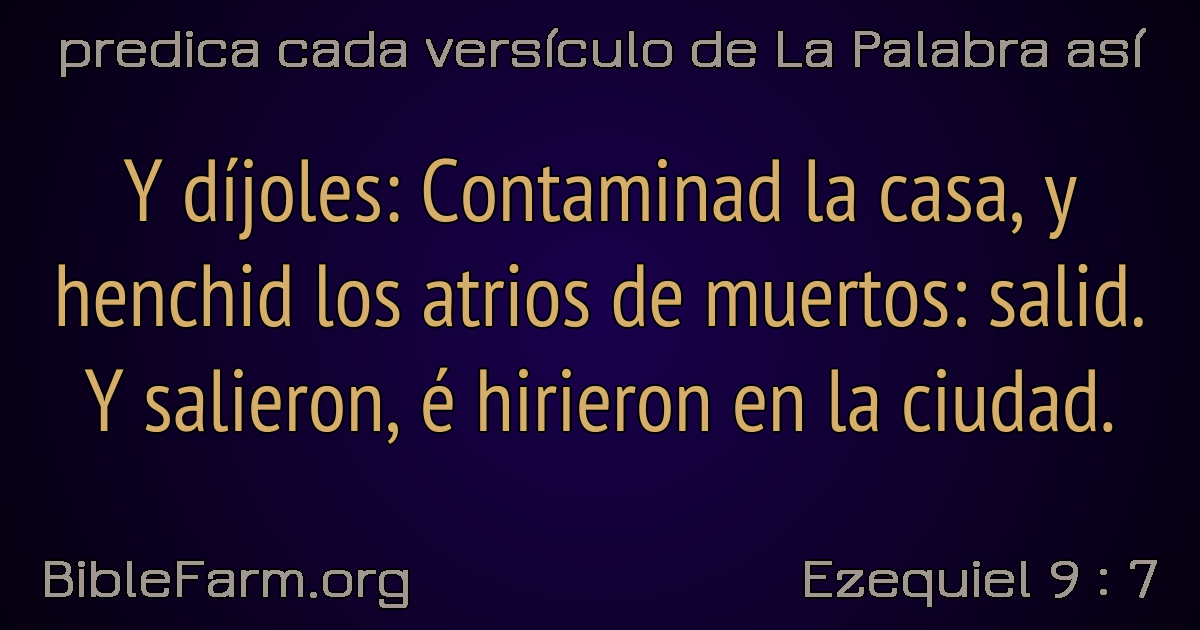 predica cada versículo de La Palabra así
Y díjoles: Contaminad la casa, y
henchid los atrios de muertos: salid.
Y salieron, é hirieron en la ciudad.
BibleFarm.org
Ezequiel 9 : 7